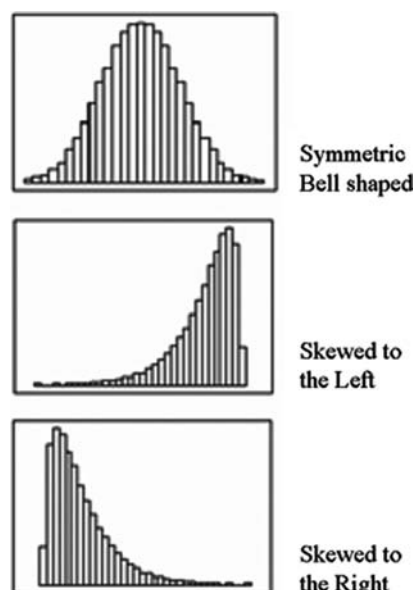 Symmetric
Bell shaped
Skewed to
the Left
Skewed to
the Right